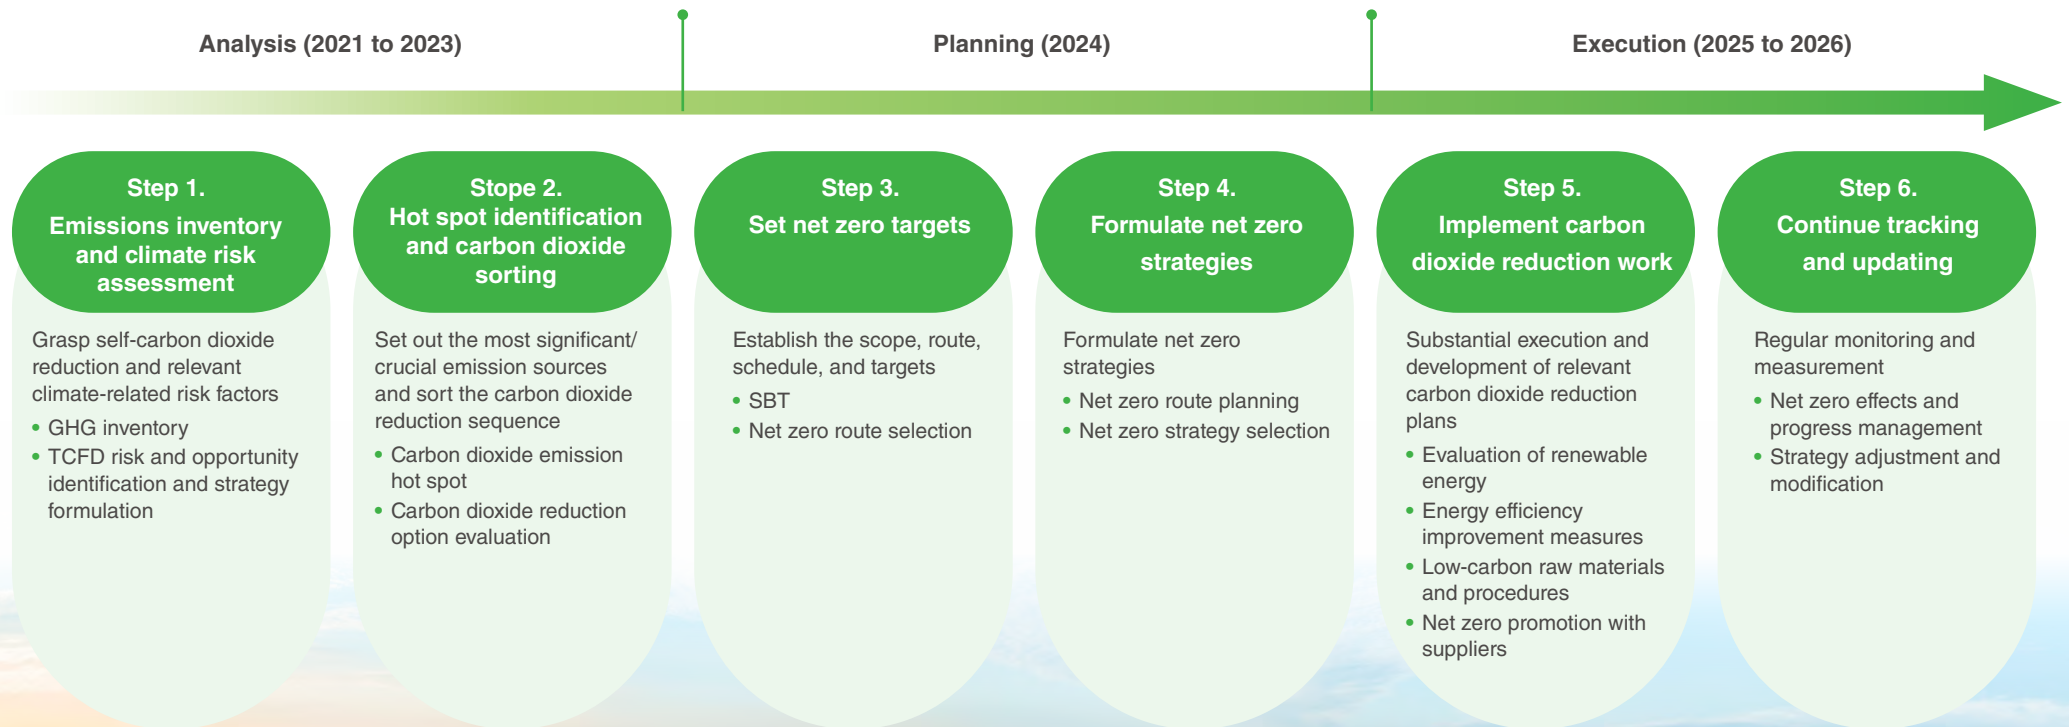 Analysis (2021 to 2023)
Planning (2024)
Execution (2025 to 2026)
Step 1.
Emissions inventory
and climate risk
assessment
Grasp self-carbon dioxide
reduction and relevant
climate-related risk factors
• GHG inventory
• TCFD risk and opportunity
identification and strategy
formulation
Stope 2.
Hot spot identification
and carbon dioxide
sorting
Set out the most significant/
crucial emission sources
and sort the carbon dioxide
reduction sequence
• Carbon dioxide emission
hot spot
• Carbon dioxide reduction
option evaluation
Step 3.
Set net zero targets
Establish the scope, route,
schedule, and targets
• SBT
• Net zero route selection
Step 4.
Formulate net zero
strategies
Formulate net zero
strategies
• Net zero route planning
• Net zero strategy selection
Step 5.
Implement carbon
dioxide reduction work
Substantial execution and
development of relevant
carbon dioxide reduction
plans
• Evaluation of renewable
energy
• Energy efficiency
improvement measures
• Low-carbon raw materials
and procedures
• Net zero promotion with
suppliers
Step 6.
Continue tracking
and updating
Regular monitoring and
measurement
• Net zero effects and
progress management
• Strategy adjustment and
modification